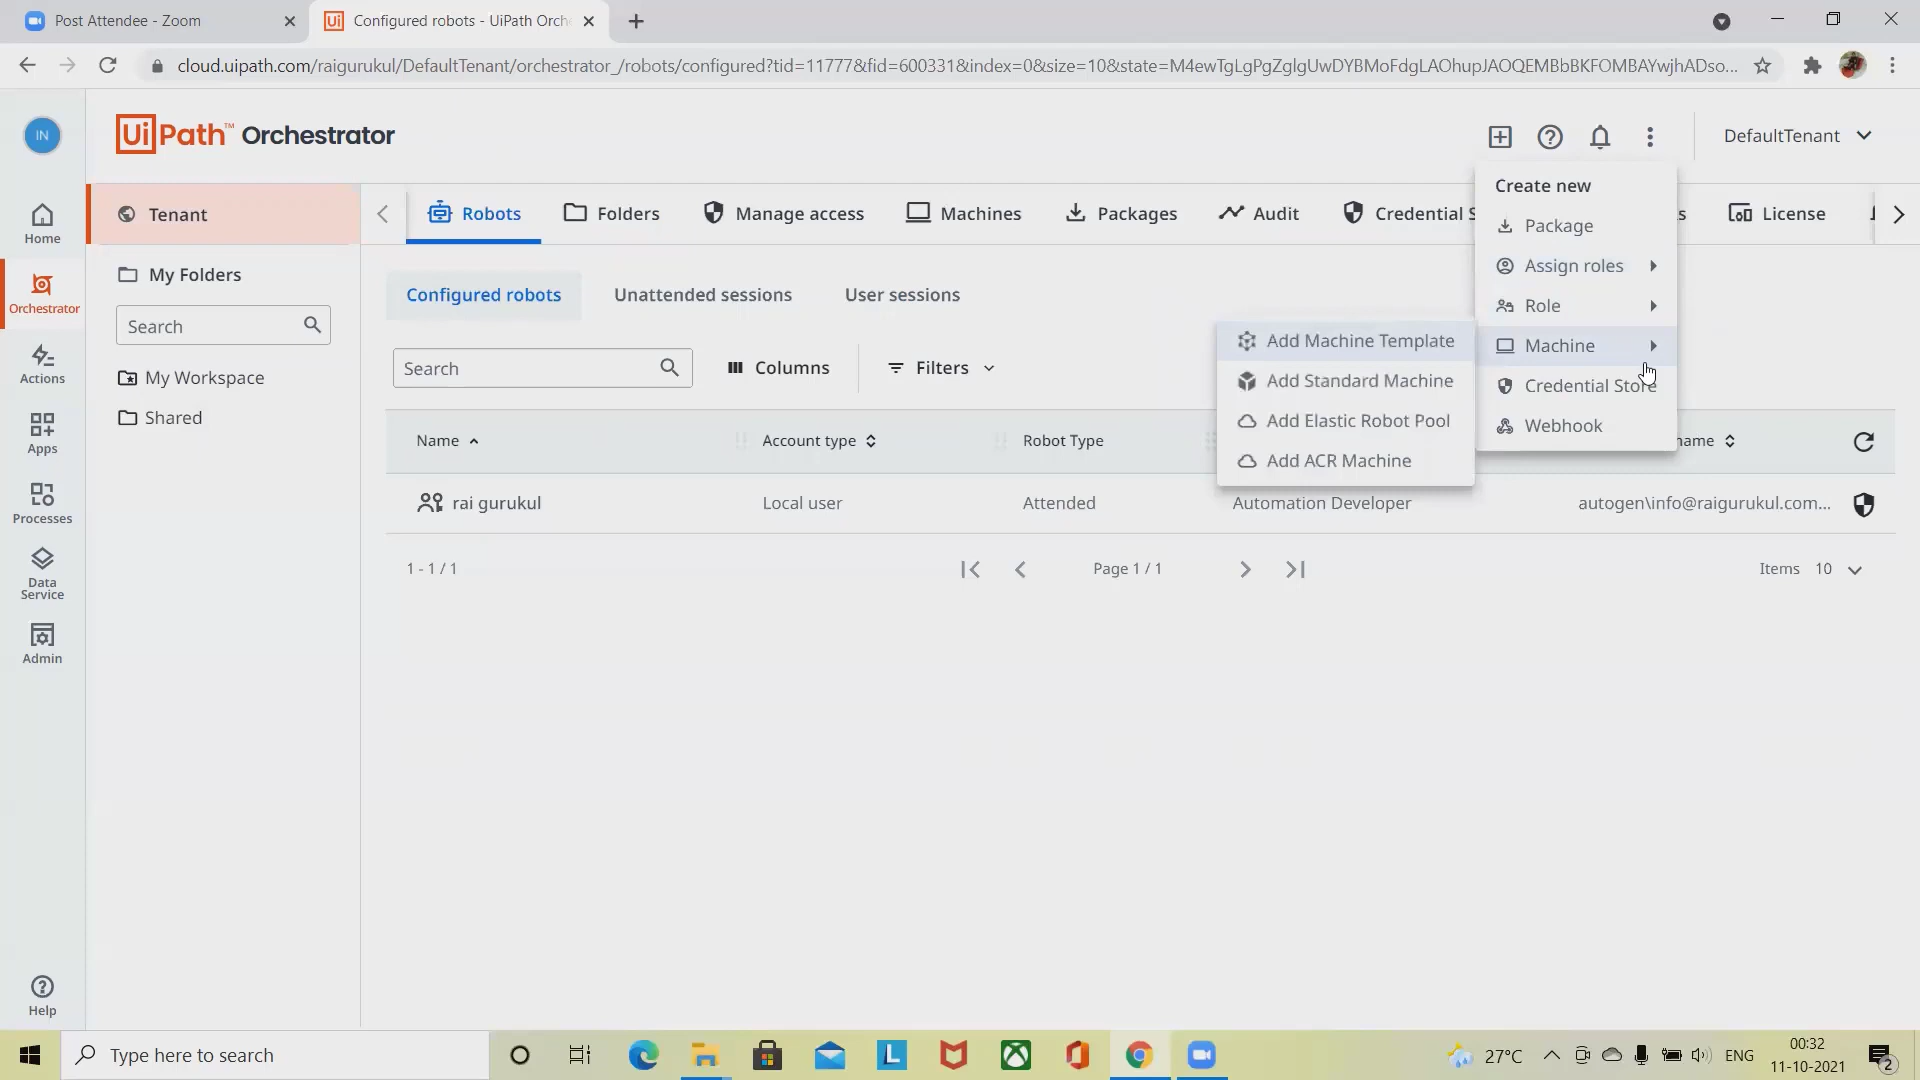 Post Attendee - Zoom
Configured robots - UiPath Orch
cloud.uipath.com/raigurukul/DefaultTenant/orchestrator_/robots/configured?tid=11777&fid=600331&index=0&size=10&state=M4ewTgLgPgZglgUwDYBMoFdgLAOhupJAOQEMBbBKFOMBAYwjhADso...
IN
UiPath™ Orchestrator
DefaultTenant
Create new
Package
Assign roles
Role
Machine
Credential Store
Webhook
Add Machine Template
Add Standard Machine
Add Elastic Robot Pool
Add ACR Machine
Home
Orchestrator
Actions
Apps
Processes
Data
Service
Admin
Help
Tenant
My Folders
Search
My Workspace
Shared
Robots
Folders
Manage access
Machines
Packages
Audit
Credential S
s
License
Configured robots
Unattended sessions
User sessions
Search
Columns
Filters
Name
Account type
Robot Type
name
rai gurukul
Local user
Attended
Automation Developer
autogen\info@raigurukul.com...
1 - 1 / 1
Page 1 / 1
Items 10
Type here to search
L
27°C
ENG
00:32
11-10-2021
2